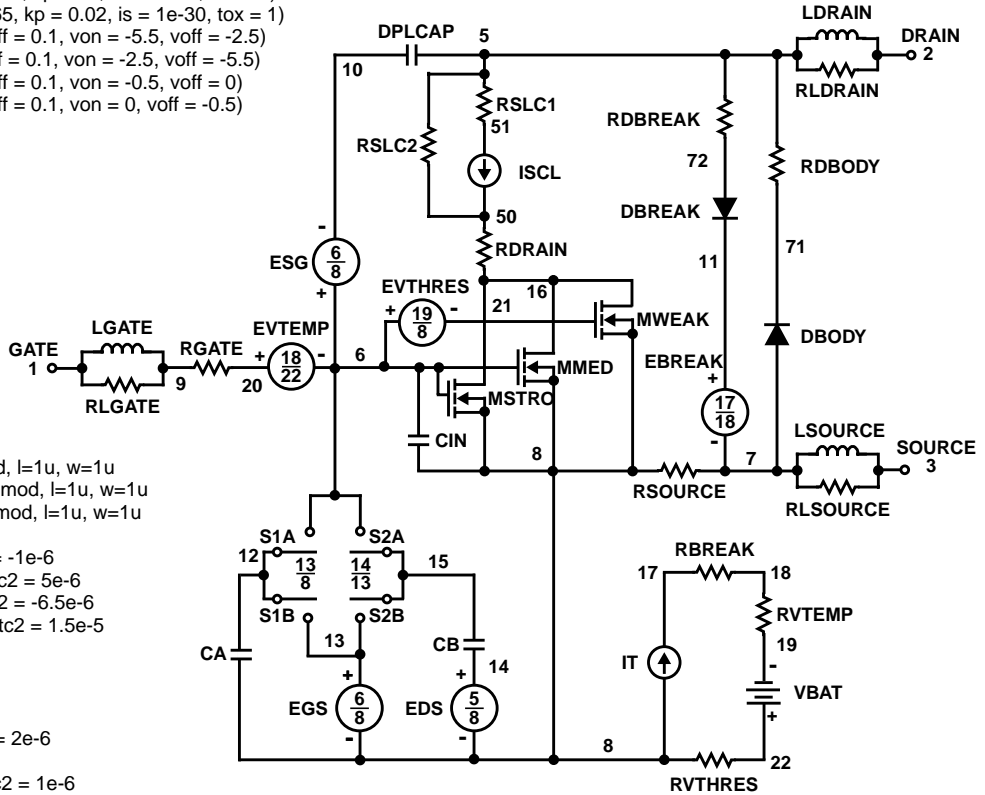 65, kp = 0.02, is = 1e-30, tox = 1)
ff = 0.1, von = -5.5, voff = -2.5)
f = 0.1, von = -2.5, voff = -5.5)
ff = 0.1, von = -0.5, voff = 0)
ff = 0.1, von = 0, voff = -0.5)
LDRAIN
DPLCAP
5
DRAIN
2
10
RLDRAIN
RSLC1
51
RDBREAK
RSLC2
72
RDBODY
ISCL
DBREAK
50
71
RDRAIN
11
-
ESG
6
8
+
EVTHRES
16
21
+
19
8
-
MWEAK
LGATE
EVTEMP
DBODY
GATE
1
RGATE
+
18
22
-
6
MMED
EBREAK
9
20
MSTRO
+
17
18
-
RLGATE
LSOURCE
CIN
8
7
SOURCE
3
RSOURCE
RLSOURCE
d, l=1u, w=1u
mod, l=1u, w=1u
mod, l=1u, w=1u
= -1e-6
c2 = 5e-6
2 = -6.5e-6
tc2 = 1.5e-5
S1A
S2A
12
13
8
14
13
15
S1B
S2B
RBREAK
17
18
13
RVTEMP
CA
CB
14
19
IT
-
VBAT
+
+
EGS
6
8
-
+
EDS
5
8
-
= 2e-6
8
22
c2 = 1e-6
RVTHRES